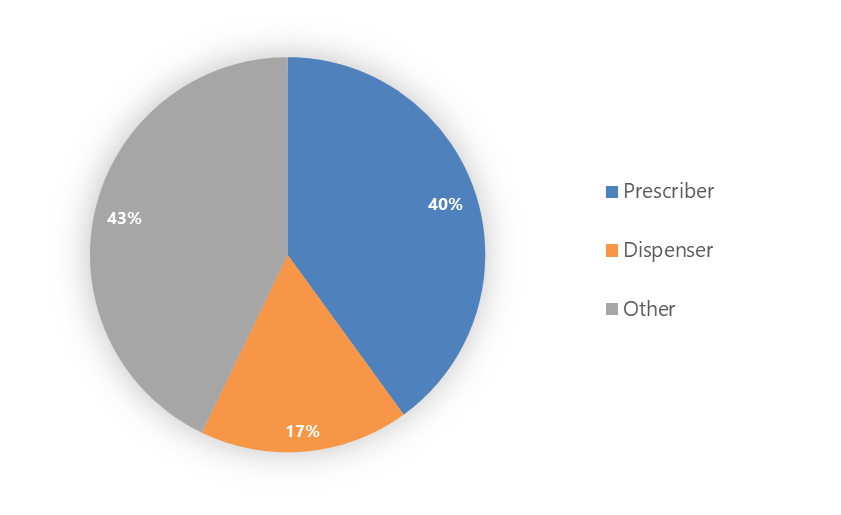 40%
43%
17%
Prescriber
Dispenser
Other